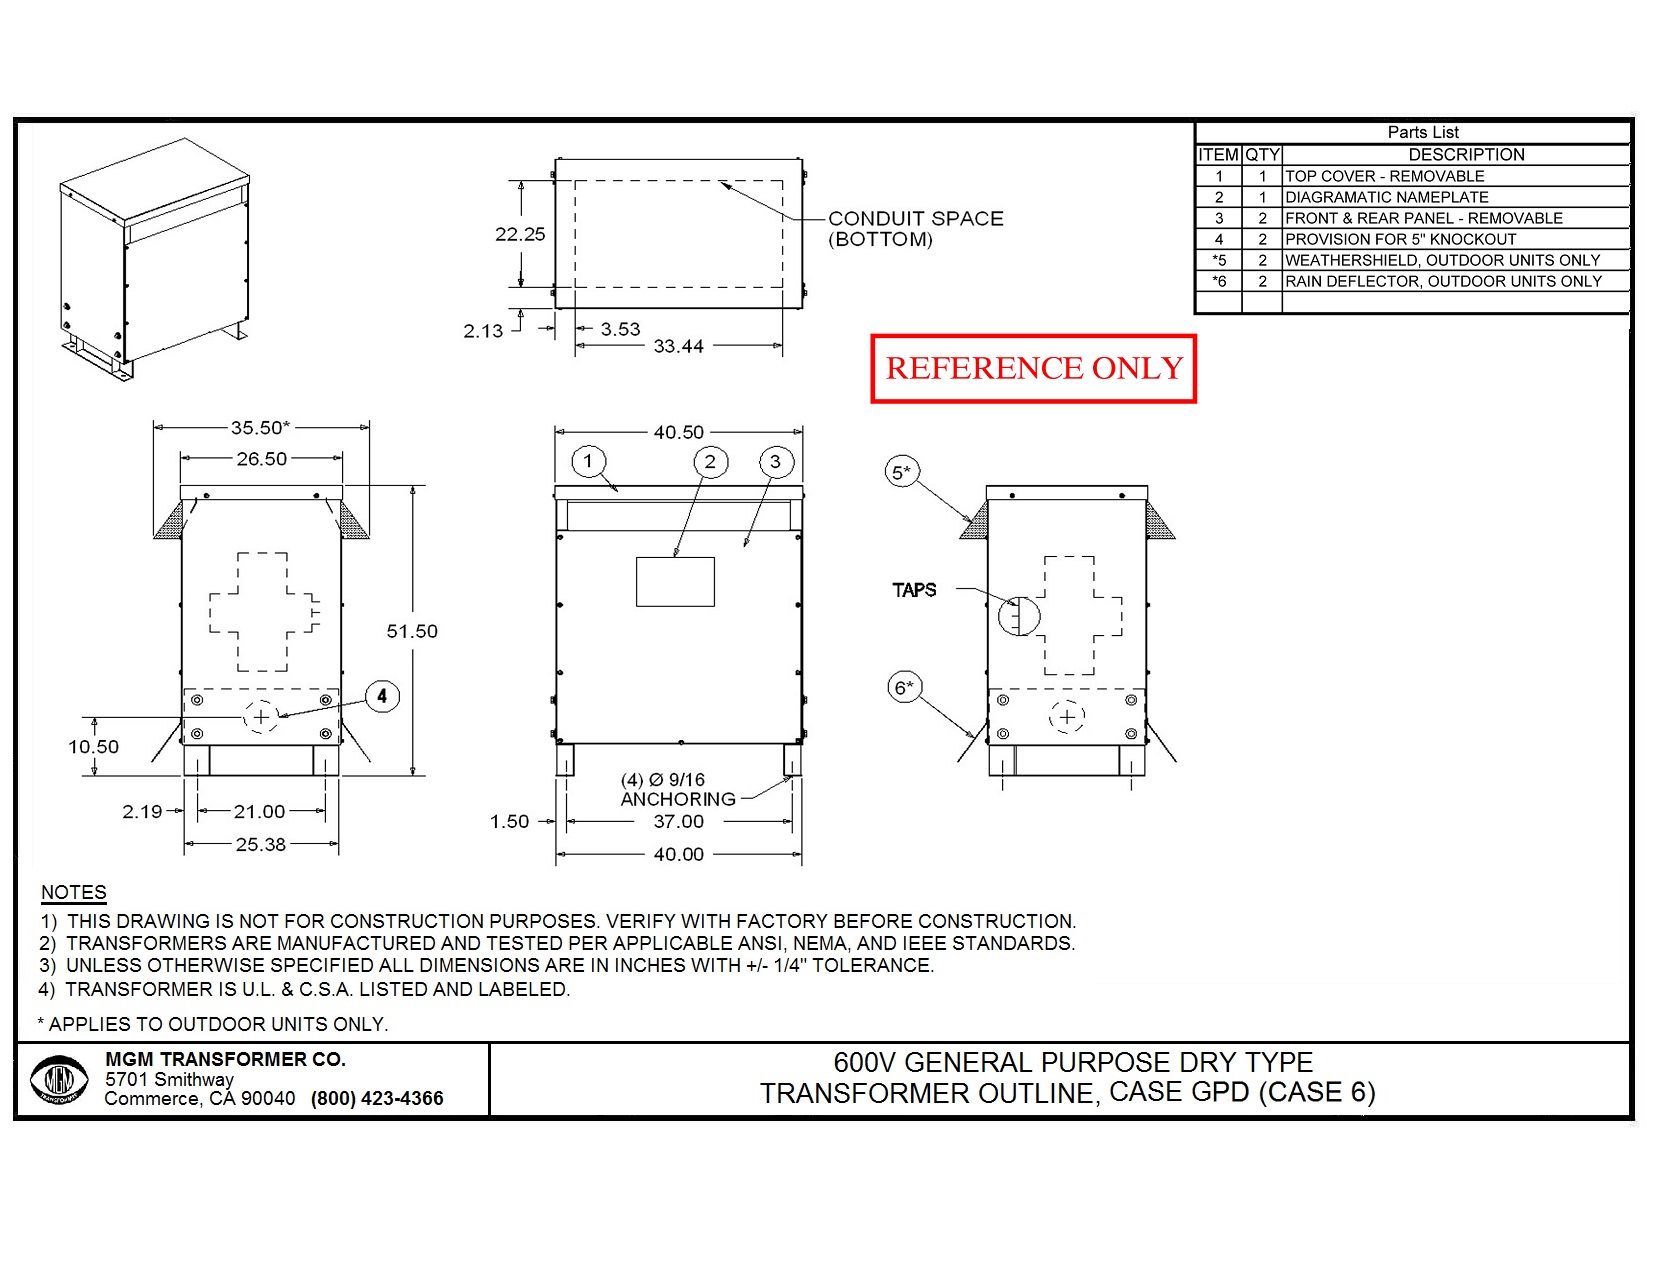 Parts List
ITEM QTY DESCRIPTION
1 1 TOP COVER - REMOVABLE
2 1 DIAGRAMATIC NAMEPLATE
3 2 FRONT & REAR PANEL - REMOVABLE
4 2 PROVISION FOR 5" KNOCKOUT
*5 2 WEATHERSHIELD, OUTDOOR UNITS ONLY
*6 2 RAIN DEFLECTOR, OUTDOOR UNITS ONLY
22.25
CONDUIT SPACE
(BOTTOM)
2.13
3.53
33.44
REFERENCE ONLY
35.50*
26.50
51.50
4
10.50
2.19
21.00
25.38
40.50
1
2
3
(4) Ø 9/16
ANCHORING
1.50
37.00
40.00
5*
TAPS
6*
NOTES
1) THIS DRAWING IS NOT FOR CONSTRUCTION PURPOSES. VERIFY WITH FACTORY BEFORE CONSTRUCTION.
2) TRANSFORMERS ARE MANUFACTURED AND TESTED PER APPLICABLE ANSI, NEMA, AND IEEE STANDARDS.
3) UNLESS OTHERWISE SPECIFIED ALL DIMENSIONS ARE IN INCHES WITH +/- 1/4" TOLERANCE.
4) TRANSFORMER IS U.L. & C.S.A. LISTED AND LABELED.
* APPLIES TO OUTDOOR UNITS ONLY.
MGM
TRANSFORMER
MGM TRANSFORMER CO.
5701 Smithway
Commerce, CA 90040 (800) 423-4366
600V GENERAL PURPOSE DRY TYPE
TRANSFORMER OUTLINE, CASE GPD (CASE 6)